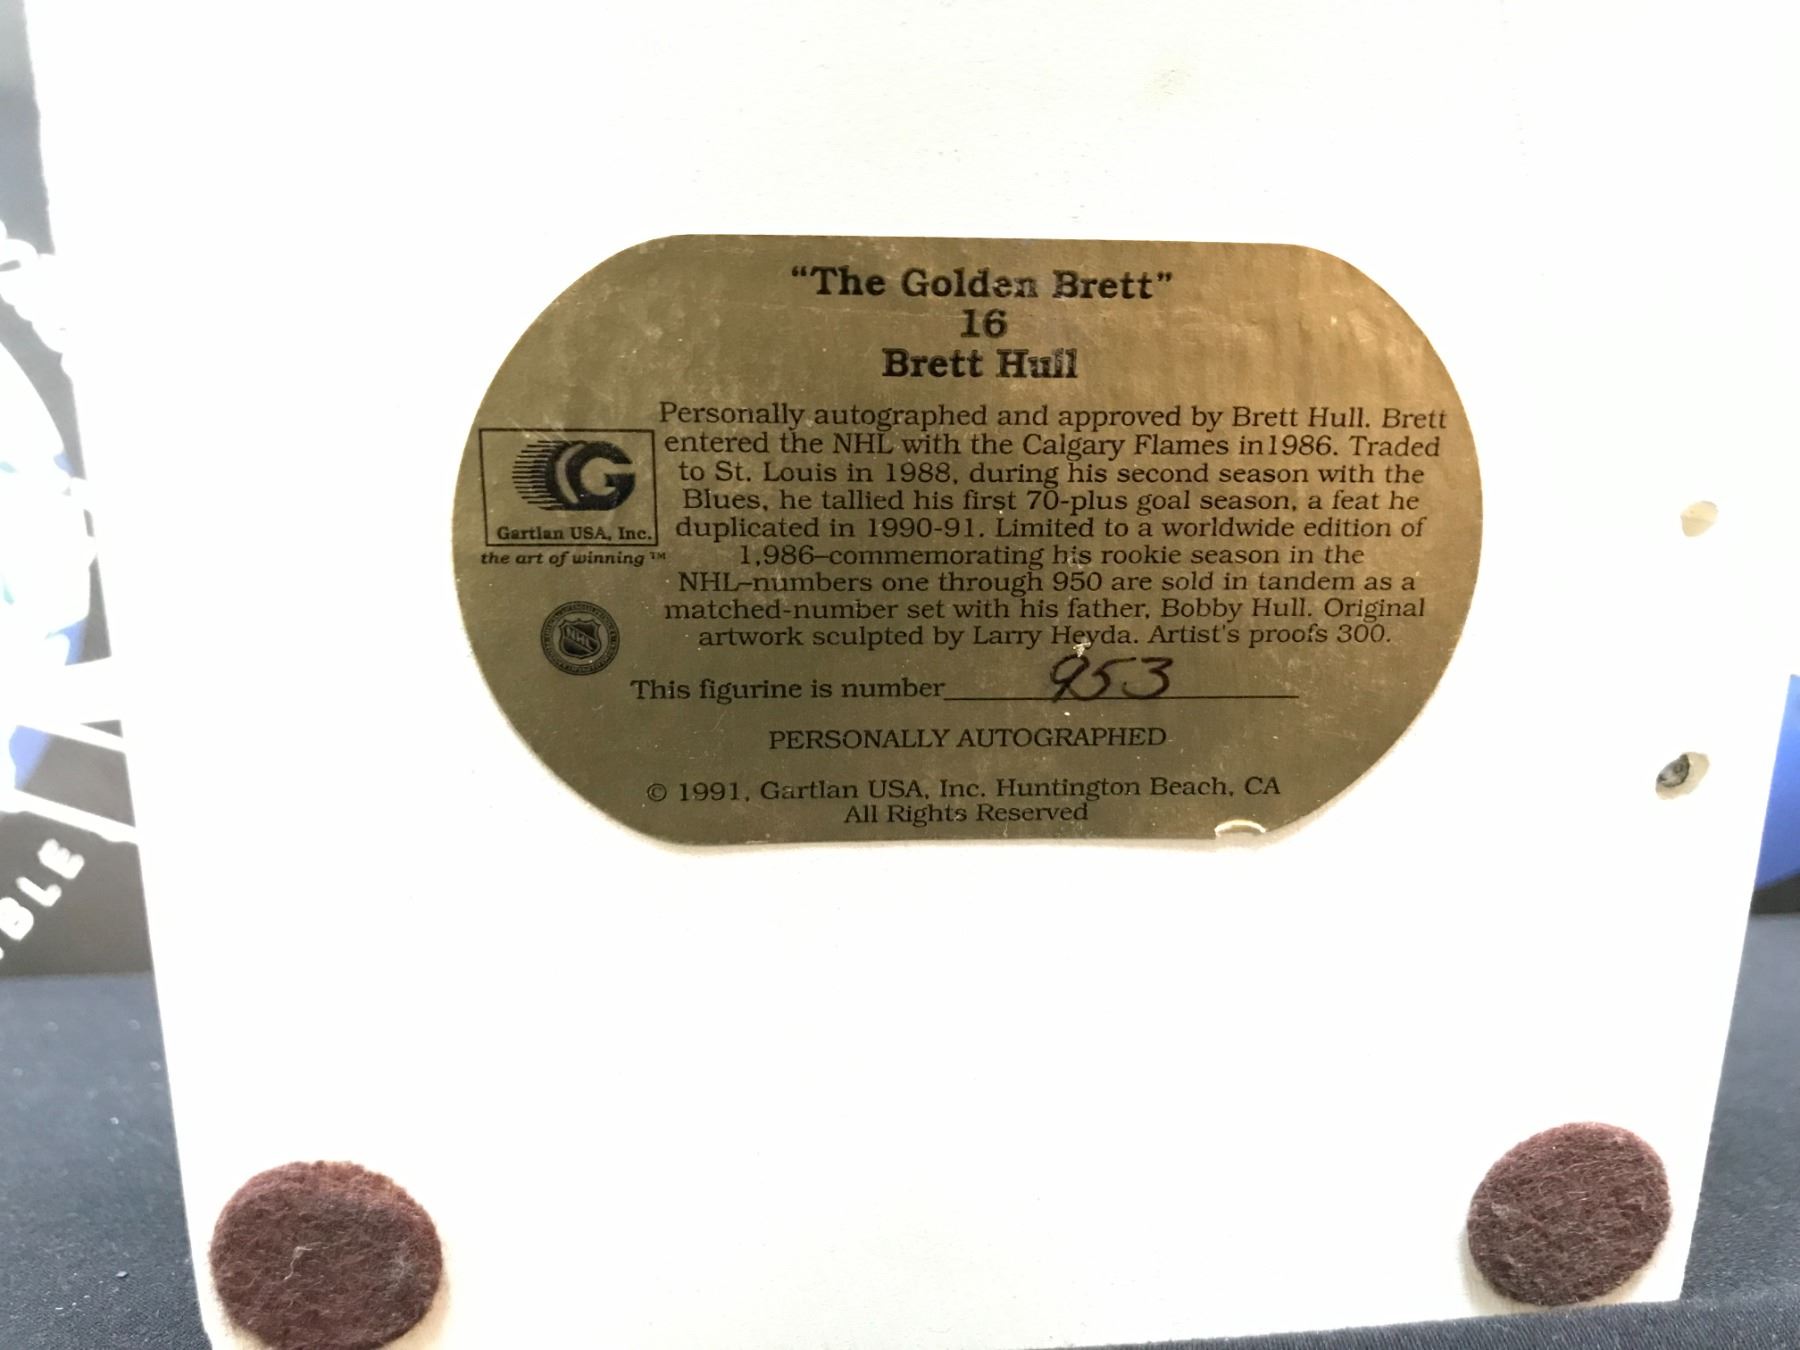 “The Golden Brett”
16
Brett Hull
Personally autographed and approved by Brett Hull. Brett
entered the NHL with the Calgary Flames in1986. Traded
to St. Louis in 1988, during his second season with the
Blues, he tallied his first 70-plus goal season, a feat he
duplicated in 1990-91. Limited to a worldwide edition of
1,986–commemorating his rookie season in the
NHL–numbers one through 950 are sold in tandem as a
matched-number set with his father, Bobby Hull. Original
artwork sculpted by Larry Heyda. Artist's proofs 300.
G
Gartlan USA, Inc.
the art of winning™
NHL
This figurine is number 953
PERSONALLY AUTOGRAPHED
© 1991, Gartlan USA, Inc. Huntington Beach, CA
All Rights Reserved
BLE